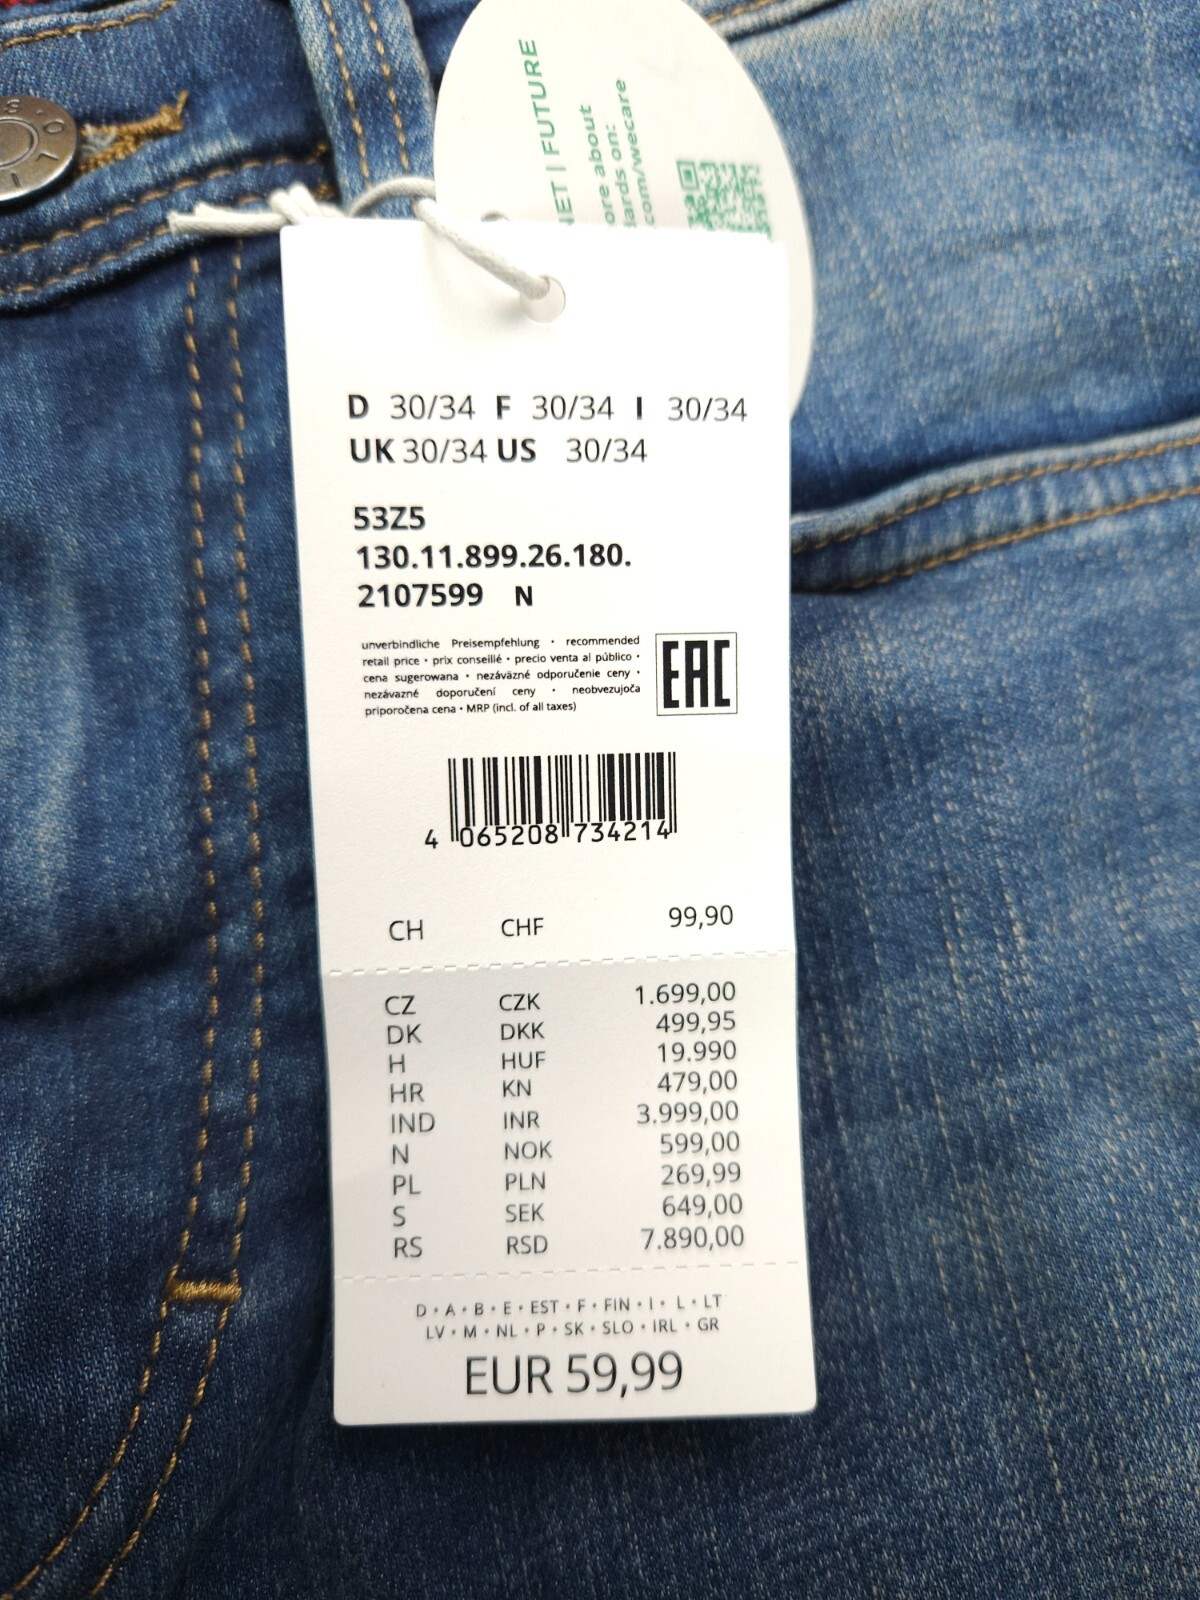 S.O
LI
NET | FUTURE
ore about
dards on:
.com/wecare
D 30/34 F 30/34 I 30/34
UK 30/34 US 30/34
53Z5
130.11.899.26.180.
2107599 N
unverbindliche Preisempfehlung • recommended
retail price • prix conseillé • precio venta al público •
cena sugerowana • nezáväzné odporučenie ceny •
nezávazné doporučení ceny • neobvezujoča
priporočena cena • MRP (incl. of all taxes)
EAC
4 065208 734214
CH CHF 99,90
CZ CZK 1.699,00
DK DKK 499,95
H HUF 19.990
HR KN 479,00
IND INR 3.999,00
N NOK 599,00
PL PLN 269,99
S SEK 649,00
RS RSD 7.890,00
D • A • B • E • EST • F • FIN • I • L • LT
LV • M • NL • P • SK • SLO • IRL • GR
EUR 59,99